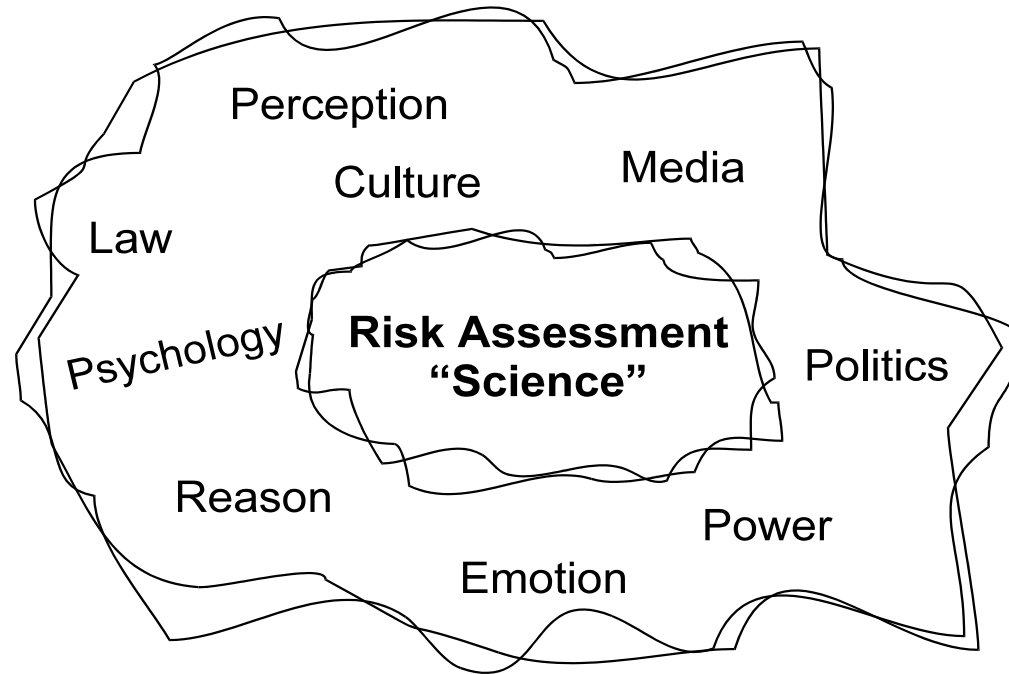 Perception
Media
Culture
Law
Risk Assessment
“Science”
Psychology
Politics
Reason
Power
Emotion